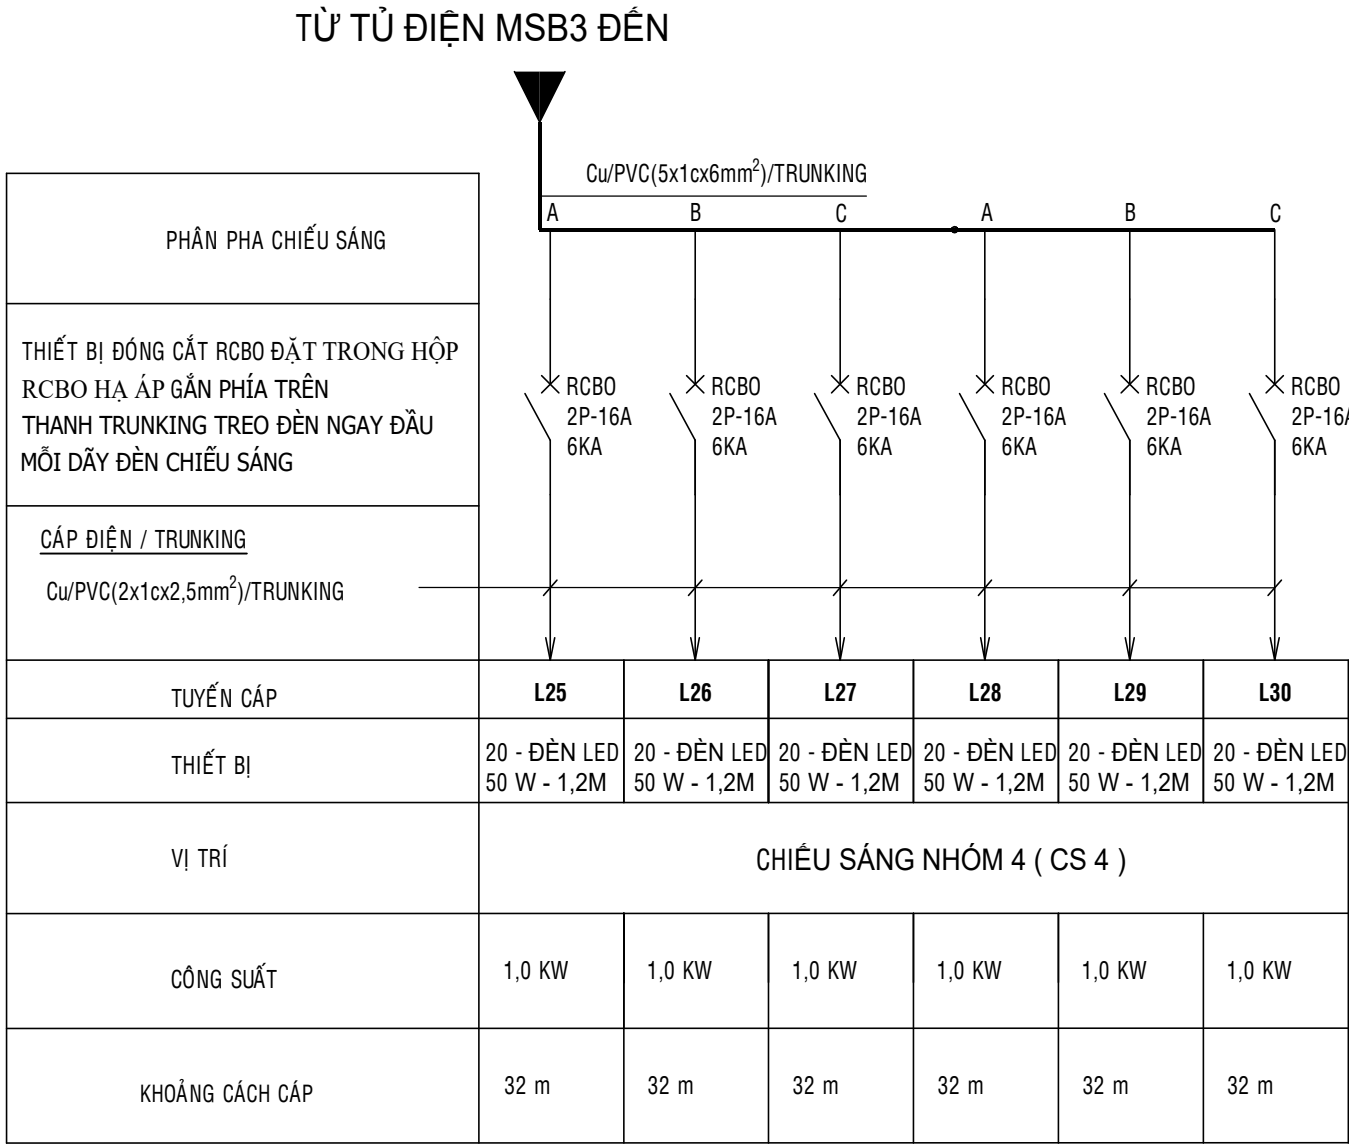 TỪ TỦ ĐIỆN MSB3 ĐẾN
Cu/PVC(5x1cx6mm²)/TRUNKING
A B C A B C
PHÂN PHA CHIẾU SÁNG
THIẾT BỊ ĐÓNG CẮT RCBO ĐẶT TRONG HỘP
RCBO HẠ ÁP GẮN PHÍA TRÊN
THANH TRUNKING TREO ĐÈN NGAY ĐẦU
MỖI DÃY ĐÈN CHIẾU SÁNG
RCBO RCBO RCBO RCBO RCBO RCBO
2P-16A 2P-16A 2P-16A 2P-16A 2P-16A 2P-16A
6KA 6KA 6KA 6KA 6KA 6KA
CÁP ĐIỆN / TRUNKING
Cu/PVC(2x1cx2,5mm²)/TRUNKING
TUYẾN CÁP L25 L26 L27 L28 L29 L30
THIẾT BỊ
20 - ĐÈN LED 20 - ĐÈN LED 20 - ĐÈN LED 20 - ĐÈN LED 20 - ĐÈN LED 20 - ĐÈN LED
50 W - 1,2M 50 W - 1,2M 50 W - 1,2M 50 W - 1,2M 50 W - 1,2M 50 W - 1,2M
VỊ TRÍ CHIẾU SÁNG NHÓM 4 ( CS 4 )
CÔNG SUẤT 1,0 KW 1,0 KW 1,0 KW 1,0 KW 1,0 KW 1,0 KW
KHOẢNG CÁCH CÁP 32 m 32 m 32 m 32 m 32 m 32 m